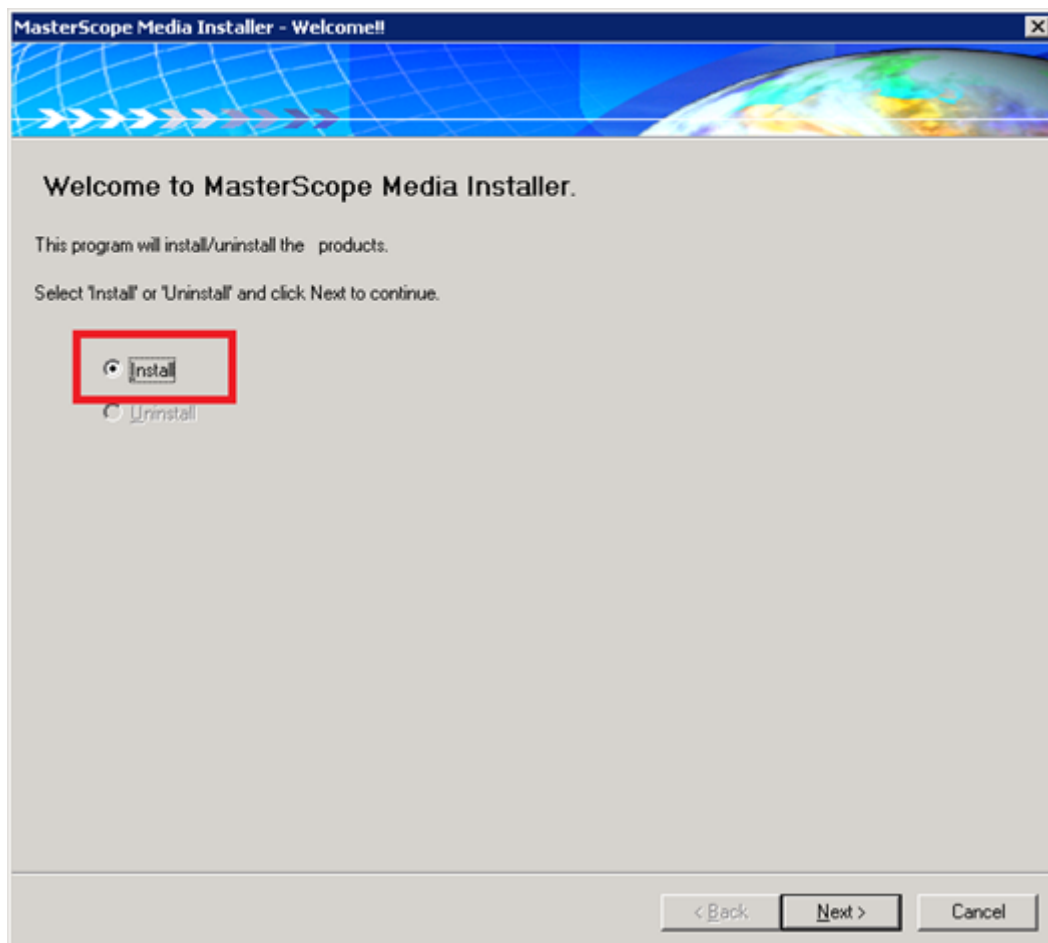 MasterScope Media Installer - Welcome!!
Welcome to MasterScope Media Installer.
This program will install/uninstall the products.
Select 'Install' or 'Uninstall' and click Next to continue.
Install
Uninstall
< Back Next > Cancel